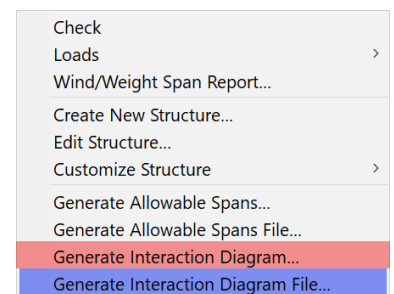 Check
Loads
Wind/Weight Span Report...
Create New Structure...
Edit Structure...
Customize Structure
Generate Allowable Spans...
Generate Allowable Spans File...
Generate Interaction Diagram...
Generate Interaction Diagram File...